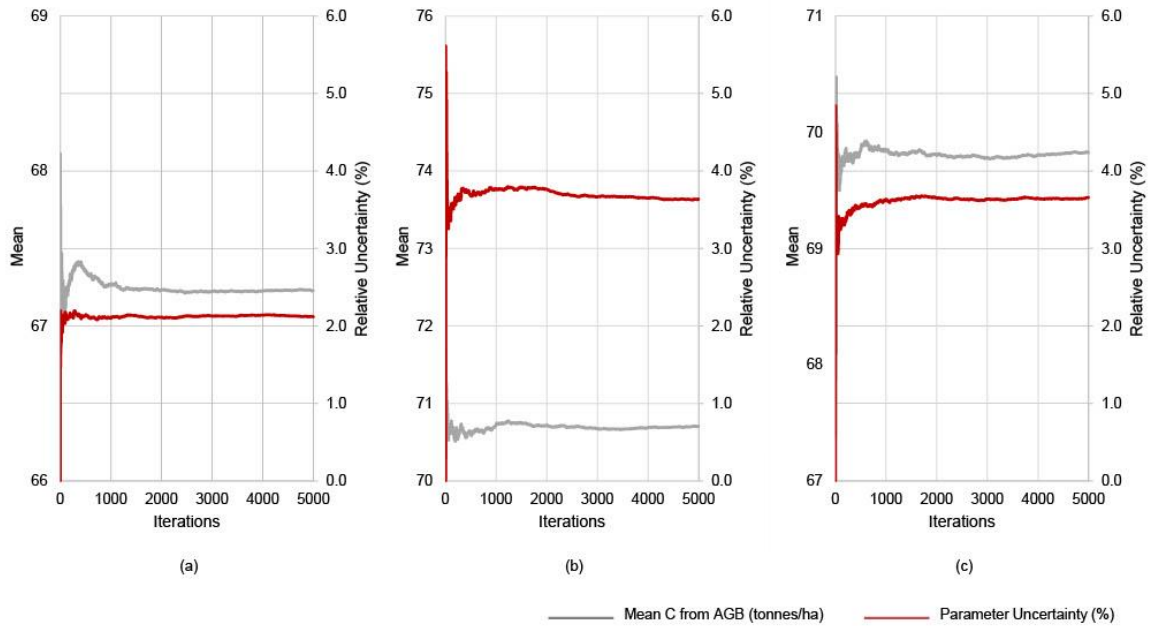 69
68
67
66
Mean
6.0
5.0
4.0
3.0
2.0
1.0
0.0
Relative Uncertainty (%)
0 1000 2000 3000 4000 5000
Iterations
(a)
76
75
74
73
72
71
70
Mean
6.0
5.0
4.0
3.0
2.0
1.0
0.0
Relative Uncertainty (%)
0 1000 2000 3000 4000 5000
Iterations
(b)
71
70
69
68
67
Mean
6.0
5.0
4.0
3.0
2.0
1.0
0.0
Relative Uncertainty (%)
0 1000 2000 3000 4000 5000
Iterations
(c)
Mean C from AGB (tonnes/ha)
Parameter Uncertainty (%)